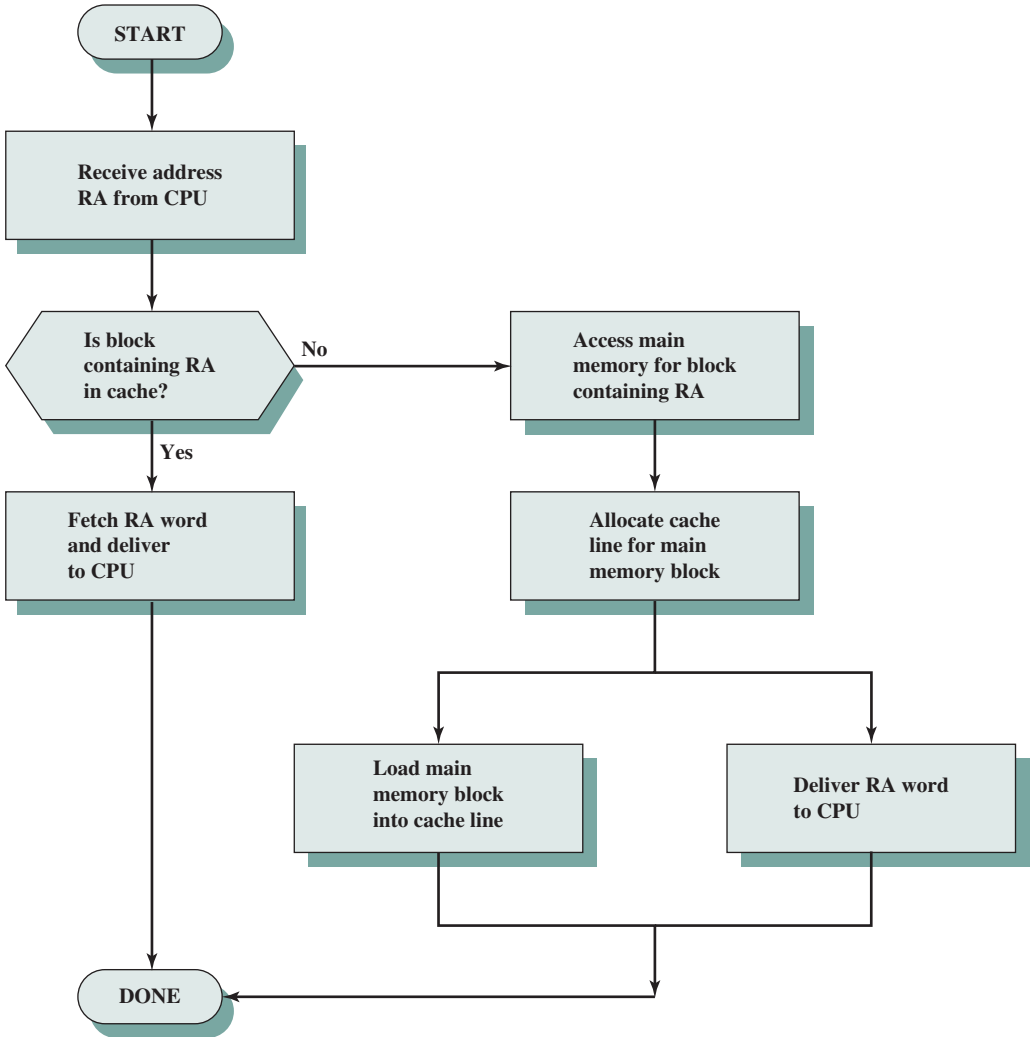 START
Receive address
RA from CPU
Is block
containing RA
in cache?
No
Access main
memory for block
containing RA
Yes
Fetch RA word
and deliver
to CPU
Allocate cache
line for main
memory block
Load main
memory block
into cache line
Deliver RA word
to CPU
DONE